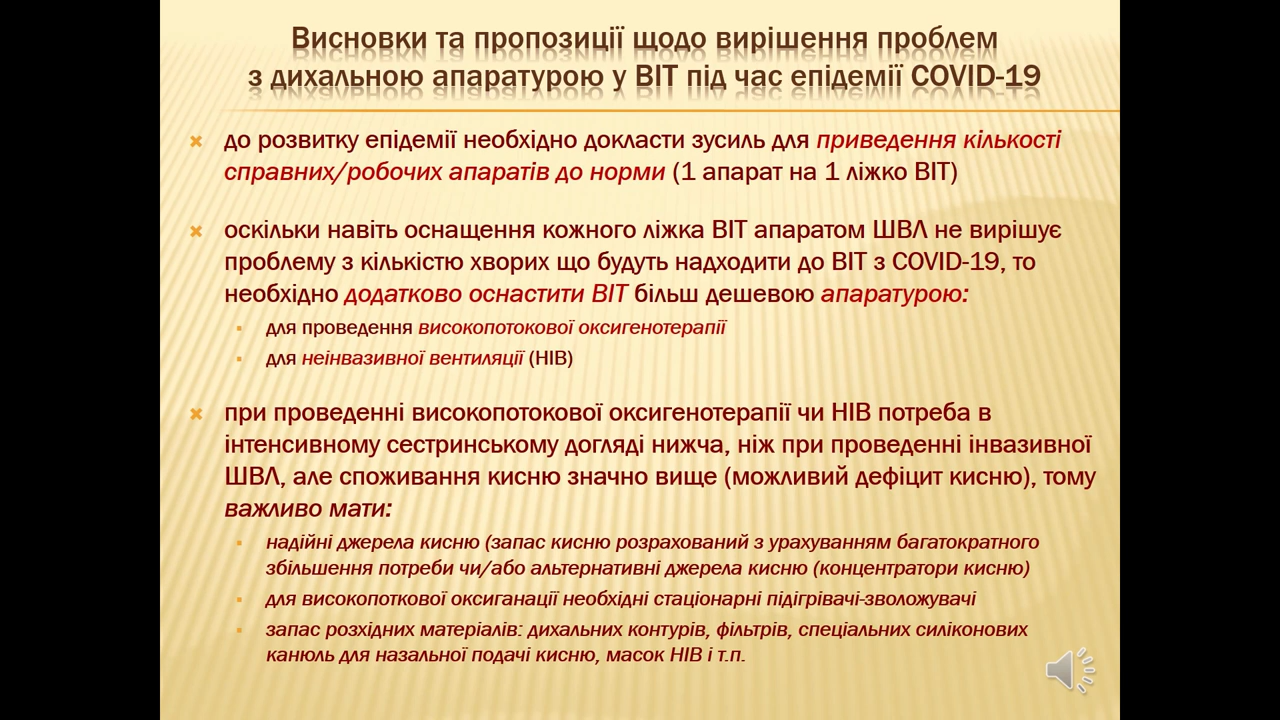 Висновки та пропозиції щодо вирішення проблем
з дихальною апаратурою у ВІТ під час епідемії COVID-19
до розвитку епідемії необхідно докласти зусиль для приведення кількості
справних/робочих апаратів до норми (1 апарат на 1 ліжко ВІТ)
оскільки навіть оснащення кожного ліжка ВІТ апаратом ШВЛ не вирішує
проблему з кількістю хворих що будуть надходити до ВІТ з COVID-19, то
необхідно додатково оснастити ВІТ більш дешевою апаратурою:
для проведення високопотокової оксигенотерапії
для неінвазивної вентиляції (НІВ)
при проведенні високопотокової оксигенотерапії чи НІВ потреба в
інтенсивному сестринському догляді нижча, ніж при проведенні інвазивної
ШВЛ, але споживання кисню значно вище (можливий дефіцит кисню), тому
важливо мати:
надійні джерела кисню (запас кисню розрахований з урахуванням багатократного
збільшення потреби чи/або альтернативні джерела кисню (концентратори кисню)
для високопоткової оксиганації необхідні стаціонарні підігрівачі-зволожувачі
запас розхідних матеріалів: дихальних контурів, фільтрів, спеціальних силіконових
канюль для назальної подачі кисню, масок НІВ і т.п.